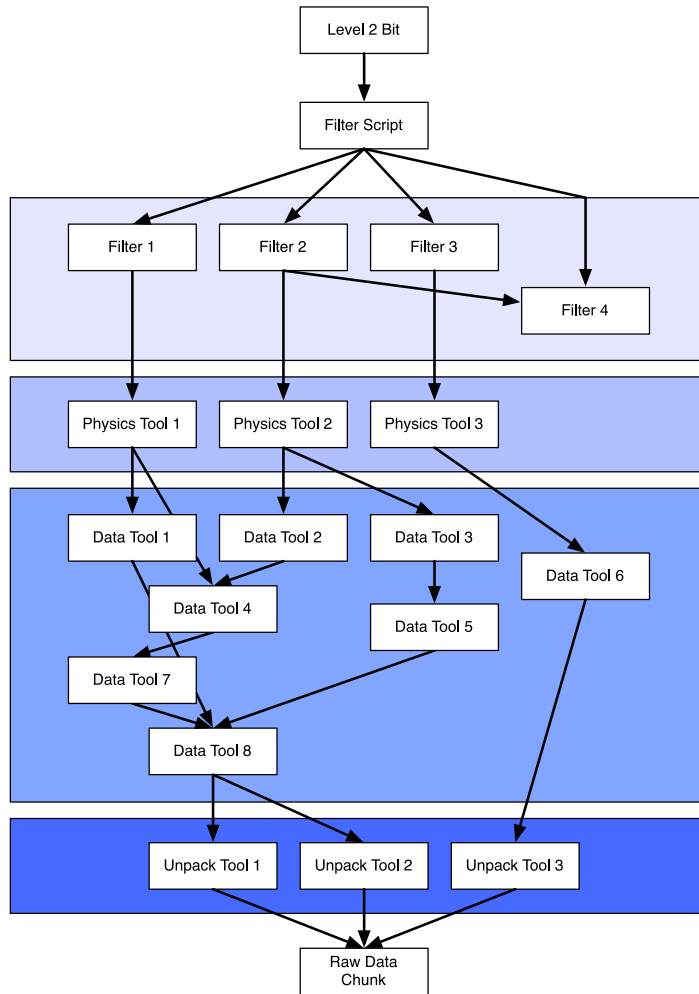 Level 2 Bit
Filter Script
Filter 1
Filter 2
Filter 3
Filter 4
Physics Tool 1
Physics Tool 2
Physics Tool 3
Data Tool 1
Data Tool 2
Data Tool 3
Data Tool 6
Data Tool 4
Data Tool 5
Data Tool 7
Data Tool 8
Unpack Tool 1
Unpack Tool 2
Unpack Tool 3
Raw Data
Chunk